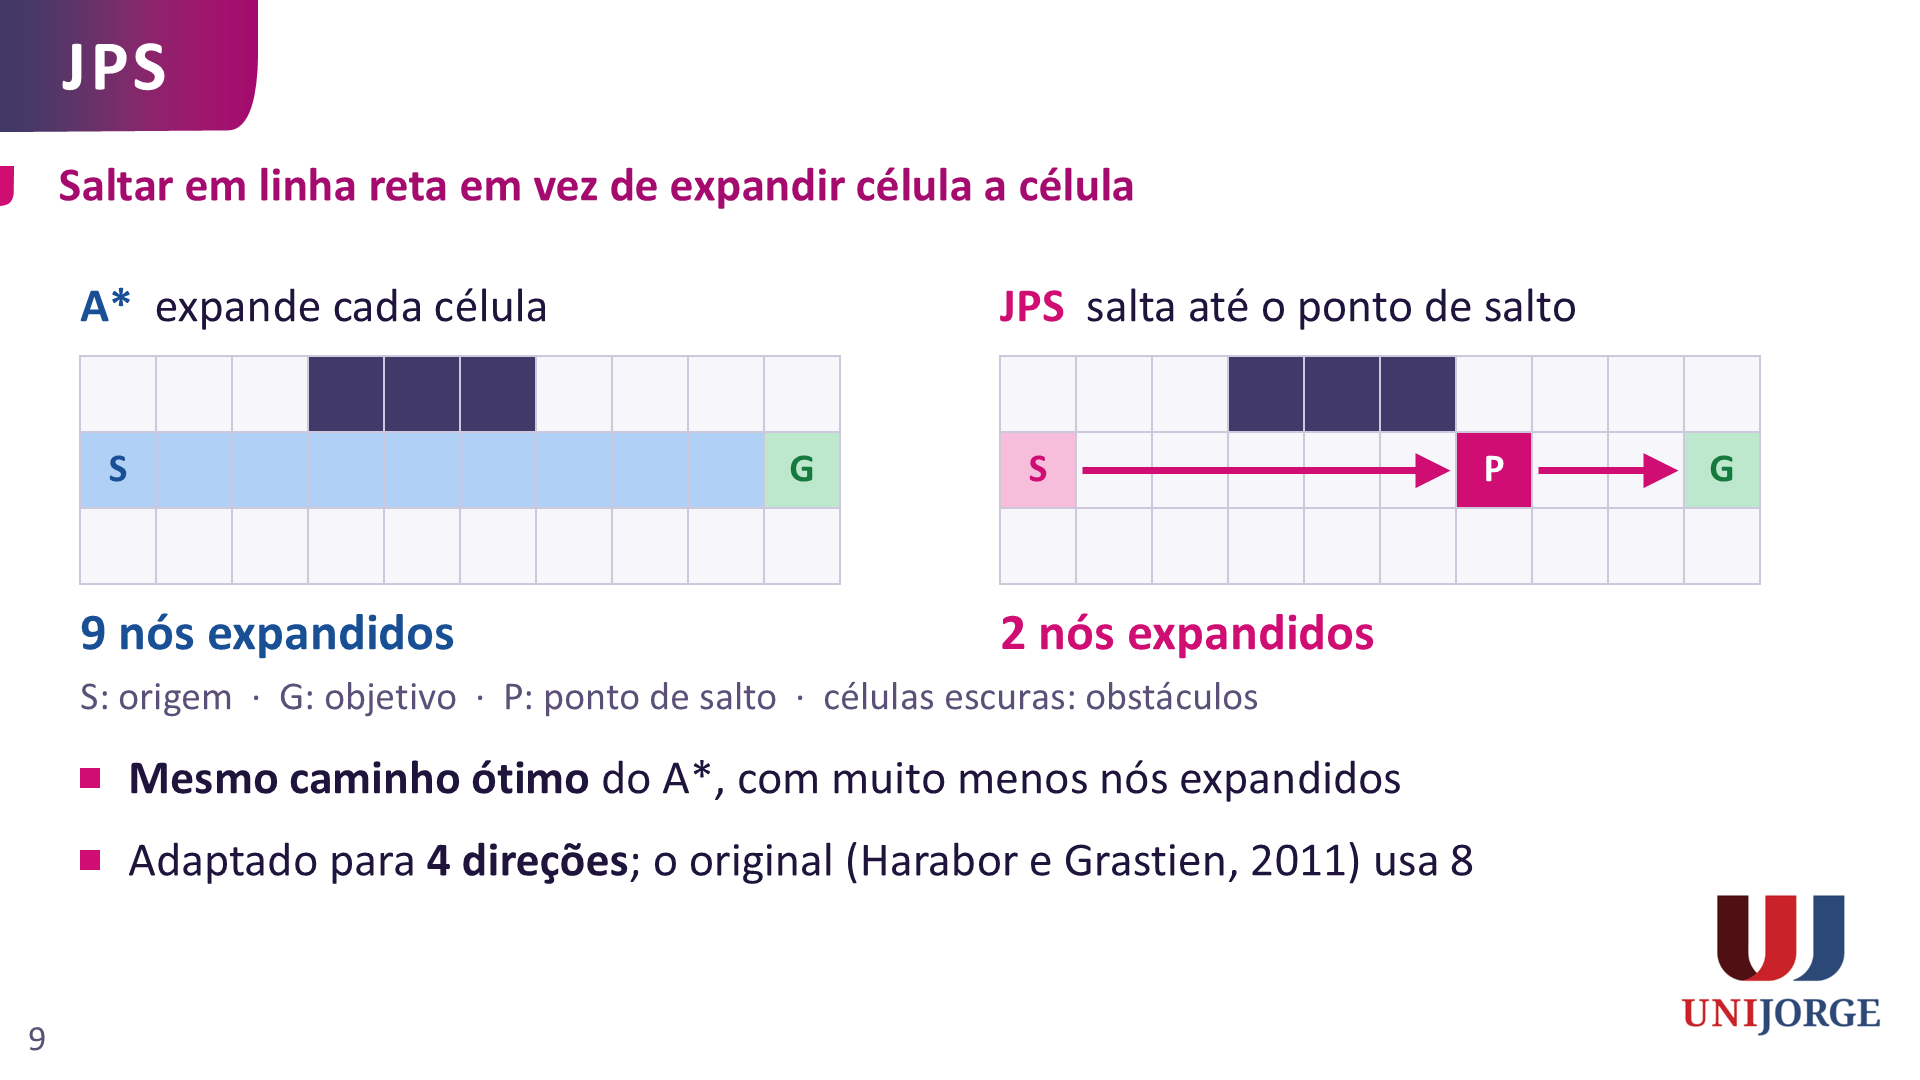 JPS
Saltar em linha reta em vez de expandir célula a célula
A* expande cada célula
S
G
9 nós expandidos
JPS salta até o ponto de salto
S
P
G
2 nós expandidos
S: origem · G: objetivo · P: ponto de salto · células escuras: obstáculos
Mesmo caminho ótimo do A*, com muito menos nós expandidos
Adaptado para 4 direções; o original (Harabor e Grastien, 2011) usa 8
UNIJORGE
9